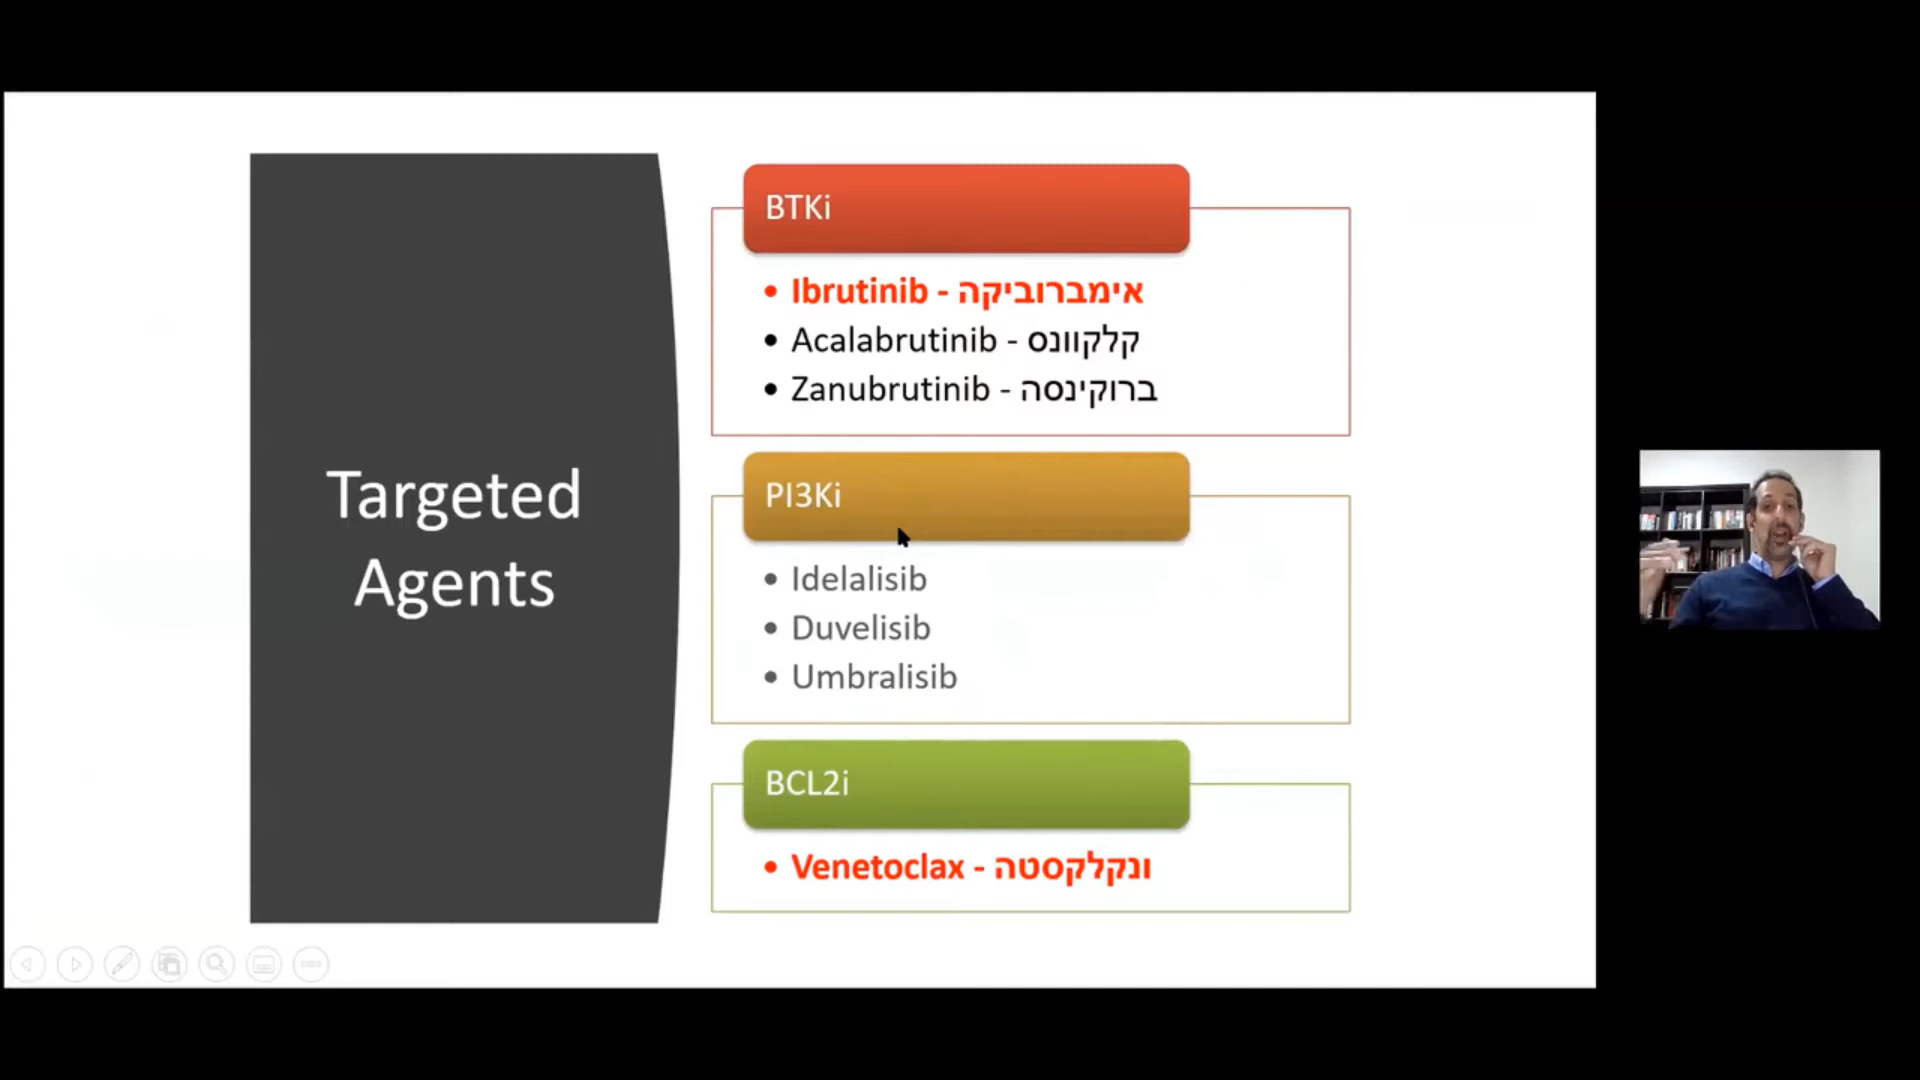 Targeted
Agents
BTKi
• Ibrutinib - אימברוביקה
• Acalabrutinib - קלקוונס
• Zanubrutinib - ברוקינסה
PI3Ki
• Idelalisib
• Duvelisib
• Umbralisib
BCL2i
• Venetoclax - ונקלקסטה